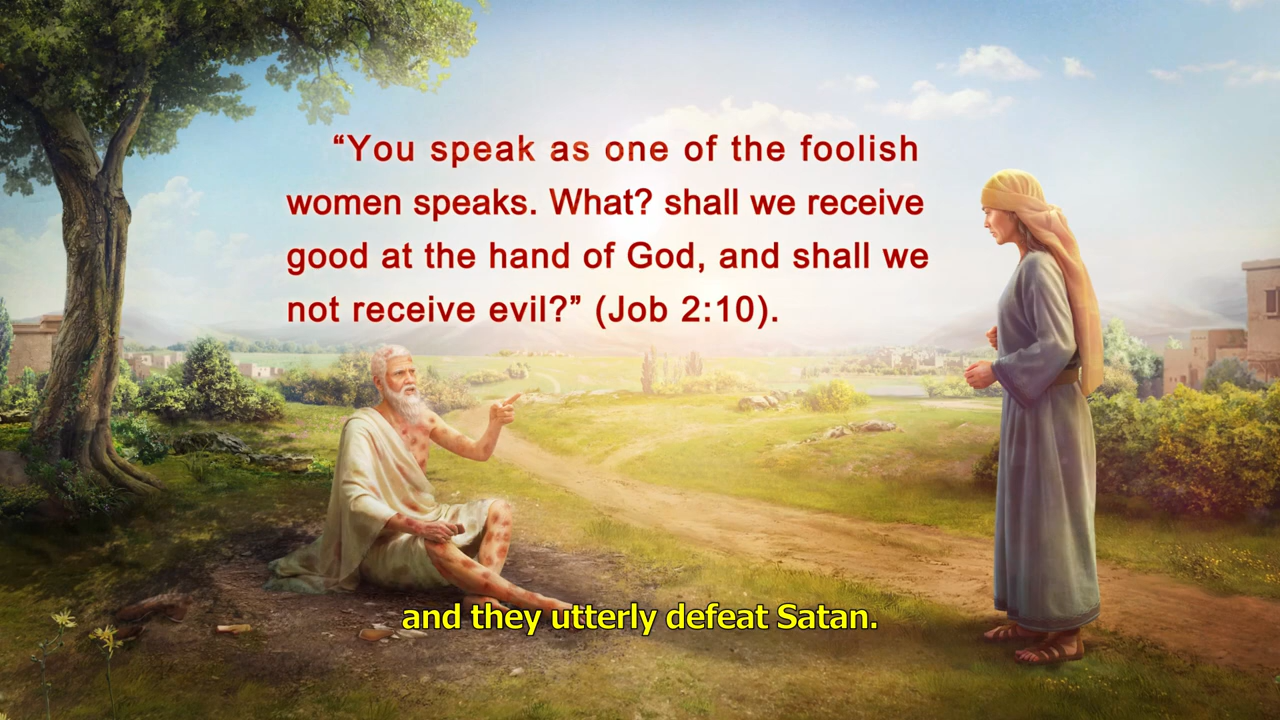 “You speak as one of the foolish
women speaks. What? shall we receive
good at the hand of God, and shall we
not receive evil?” (Job 2:10).
and they utterly defeat Satan.